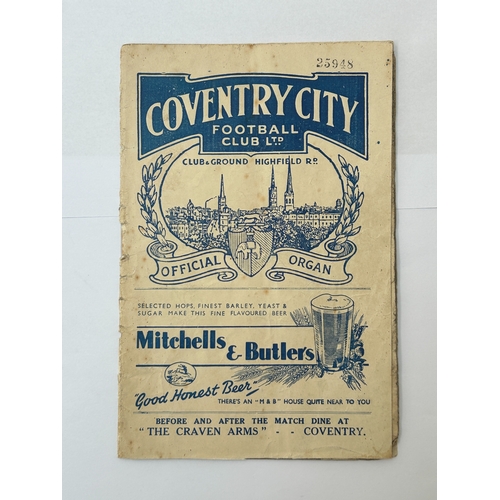 25948
COVENTRY CITY
FOOTBALL
CLUB LTD
CLUB & GROUND HIGHFIELD RD.
OFFICIAL ORGAN
SELECTED HOPS, FINEST BARLEY, YEAST &
SUGAR MAKE THIS FINE FLAVOURED BEER
Mitchells & Butlers
"Good Honest Beer"
THERE'S AN "M & B" HOUSE QUITE NEAR TO YOU
BEFORE AND AFTER THE MATCH DINE AT
"THE CRAVEN ARMS" - - COVENTRY.